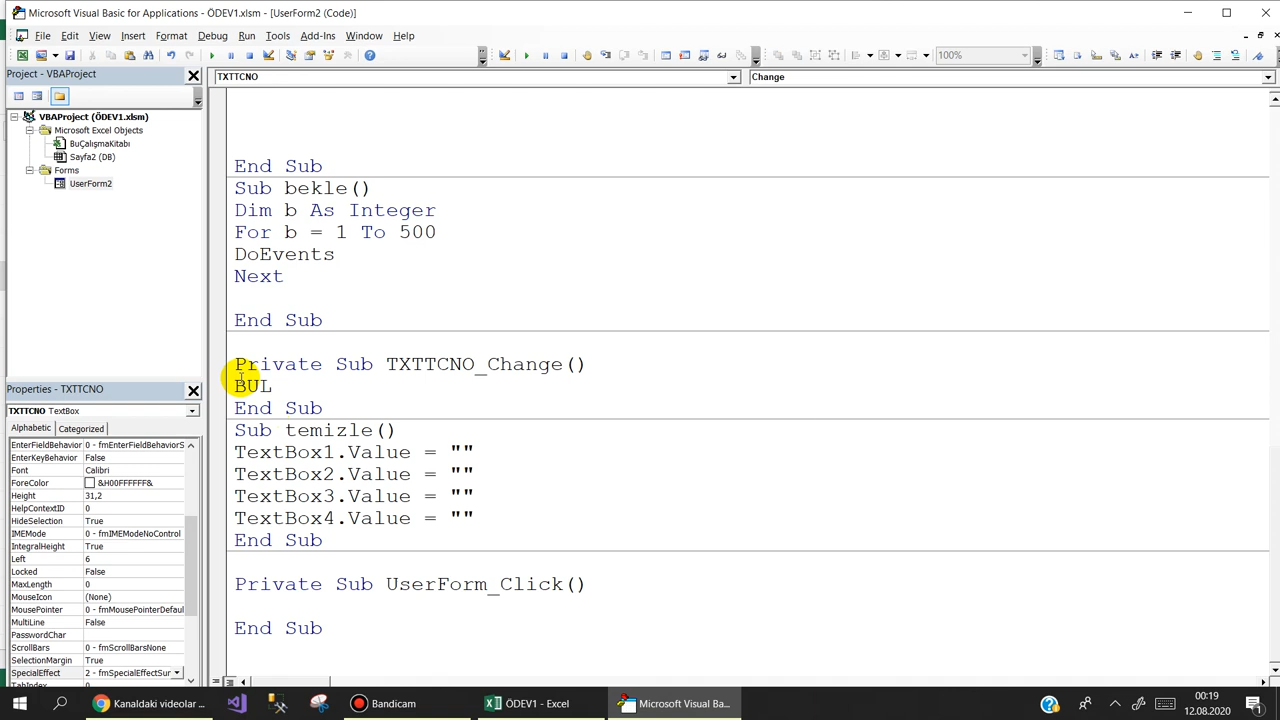 Microsoft Visual Basic for Applications - ÖDEV1.xlsm - [UserForm2 (Code)]
File Edit View Insert Format Debug Run Tools Add-Ins Window Help
100%
Project - VBAProject
TXTTCNO
Change
VBAProject (ÖDEV1.xlsm)
Microsoft Excel Objects
BuÇalışmaKitabı
Sayfa2 (DB)
Forms
UserForm2
End Sub
Sub bekle()
Dim b As Integer
For b = 1 To 500
DoEvents
Next
End Sub
Private Sub TXTTCNO_Change()
BUL
End Sub
Sub temizle()
TextBox1.Value = ""
TextBox2.Value = ""
TextBox3.Value = ""
TextBox4.Value = ""
End Sub
Private Sub UserForm_Click()
End Sub
Properties - TXTTCNO
TXTTCNO TextBox
Alphabetic Categorized
EnterFieldBehavior 0 - fmEnterFieldBehaviorS
EnterKeyBehavior False
Font Calibri
ForeColor &H00FFFFFF&
Height 31,2
HelpContextID 0
HideSelection True
IMEMode 0 - fmIMEModeNoControl
IntegralHeight True
Left 6
Locked False
MaxLength 0
MouseIcon (None)
MousePointer 0 - fmMousePointerDefaul
MultiLine False
PasswordChar
ScrollBars 0 - fmScrollBarsNone
SelectionMargin True
SpecialEffect 2 - fmSpecialEffectSur
Kanaldaki videolar ...
Bandicam
ÖDEV1 - Excel
Microsoft Visual Ba...
00:19
12.08.2020